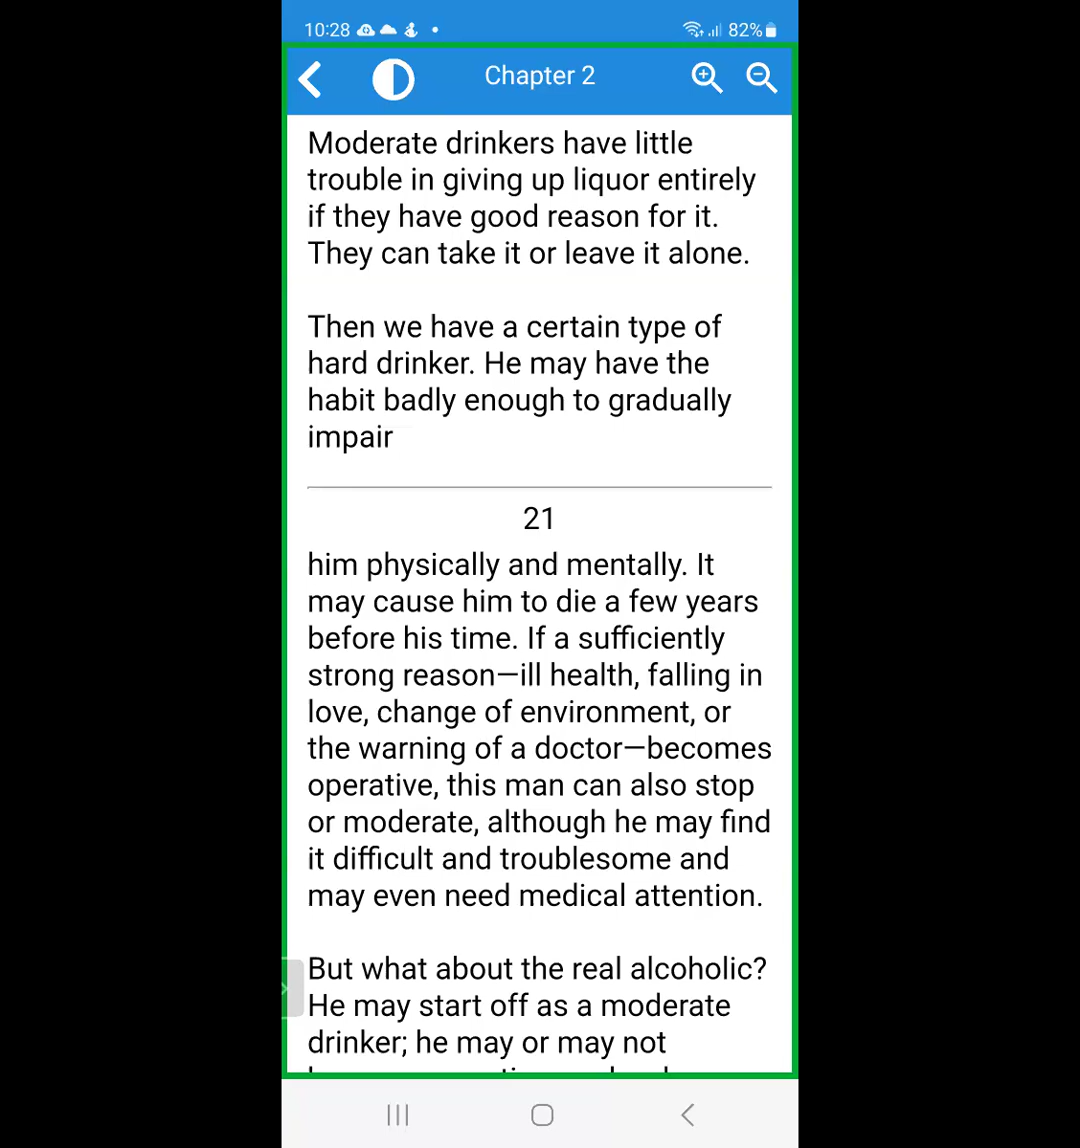 10:28 82%
Chapter 2
Moderate drinkers have little
trouble in giving up liquor entirely
if they have good reason for it.
They can take it or leave it alone.
Then we have a certain type of
hard drinker. He may have the
habit badly enough to gradually
impair
21
him physically and mentally. It
may cause him to die a few years
before his time. If a sufficiently
strong reason—ill health, falling in
love, change of environment, or
the warning of a doctor—becomes
operative, this man can also stop
or moderate, although he may find
it difficult and troublesome and
may even need medical attention.
But what about the real alcoholic?
He may start off as a moderate
drinker; he may or may not